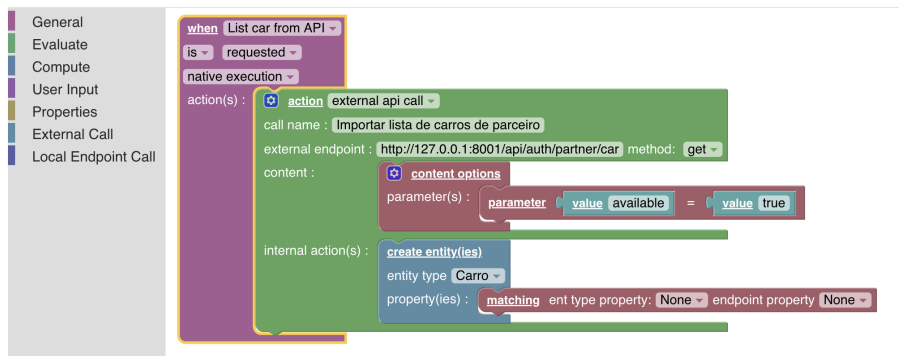 General
Evaluate
Compute
User Input
Properties
External Call
Local Endpoint Call
when List car from API
is requested
native execution
action(s) : action external api call
call name : Importar lista de carros de parceiro
external endpoint : http://127.0.0.1:8001/api/auth/partner/car method: get
content : content options
parameter(s) : parameter value available = value true
internal action(s) : create entity(ies)
entity type Carro
property(ies) : matching ent type property: None endpoint property None